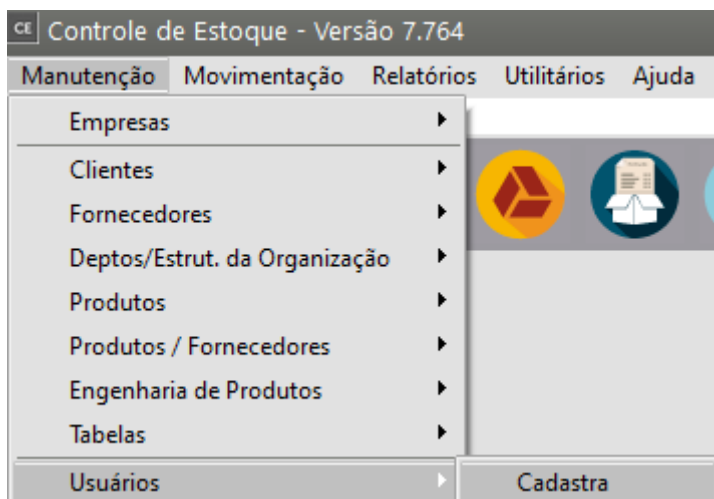 CE Controle de Estoque - Versão 7.764
Manutenção Movimentação Relatórios Utilitários Ajuda
Empresas
Clientes
Fornecedores
Deptos/Estrut. da Organização
Produtos
Produtos / Fornecedores
Engenharia de Produtos
Tabelas
Usuários Cadastra